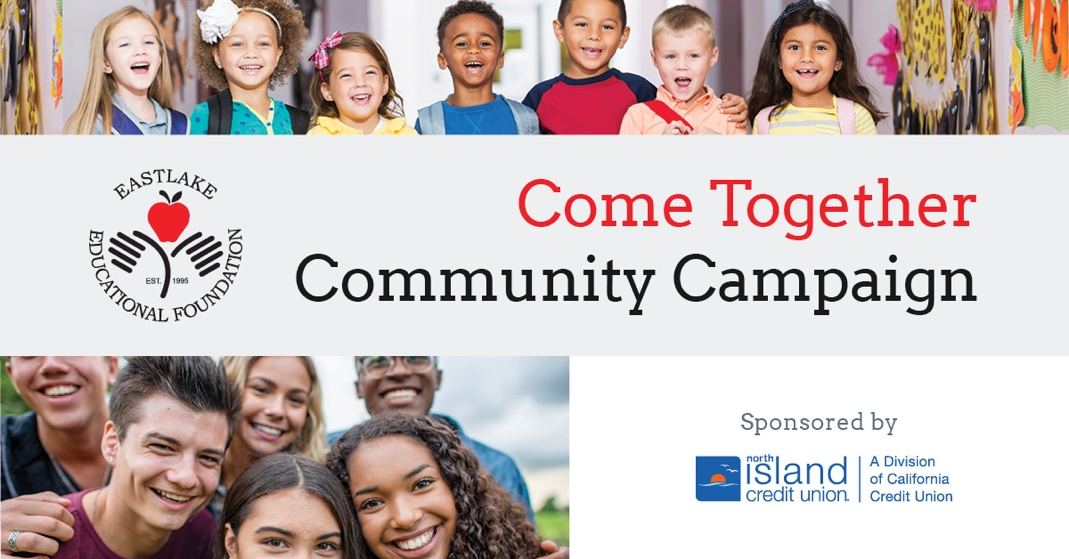 EASTLAKE
EDUCATIONAL FOUNDATION
EST. 1995
Come Together
Community Campaign
Sponsored by
north
island
credit union.
A Division
of California
Credit Union